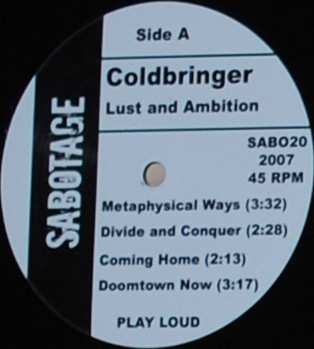 Side A
Coldbringer
Lust and Ambition
SABOTAGE
SABO20
2007
45 RPM
Metaphysical Ways (3:32)
Divide and Conquer (2:28)
Coming Home (2:13)
Doomtown Now (3:17)
PLAY LOUD